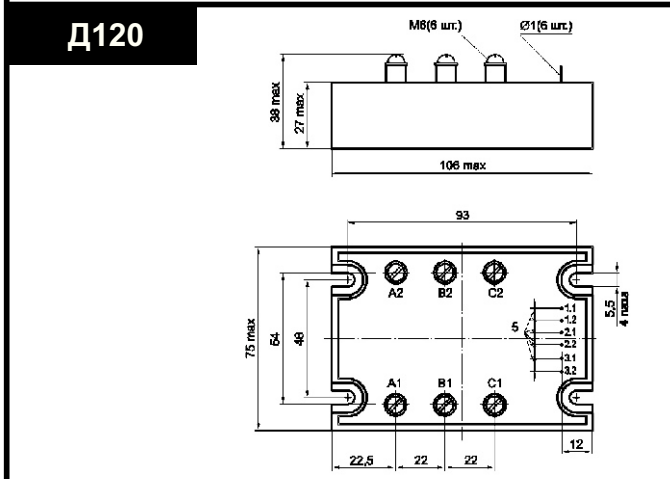 Д120
M6(6 шт.)
Ø1(6 шт.)
38 max
27 max
106 max
93
A2 B2 C2
1.1
1.2
5
2.1
2.2
3.1
3.2
5,5
4 паза
75 max
54
48
A1 B1 C1
12
22,5 22 22